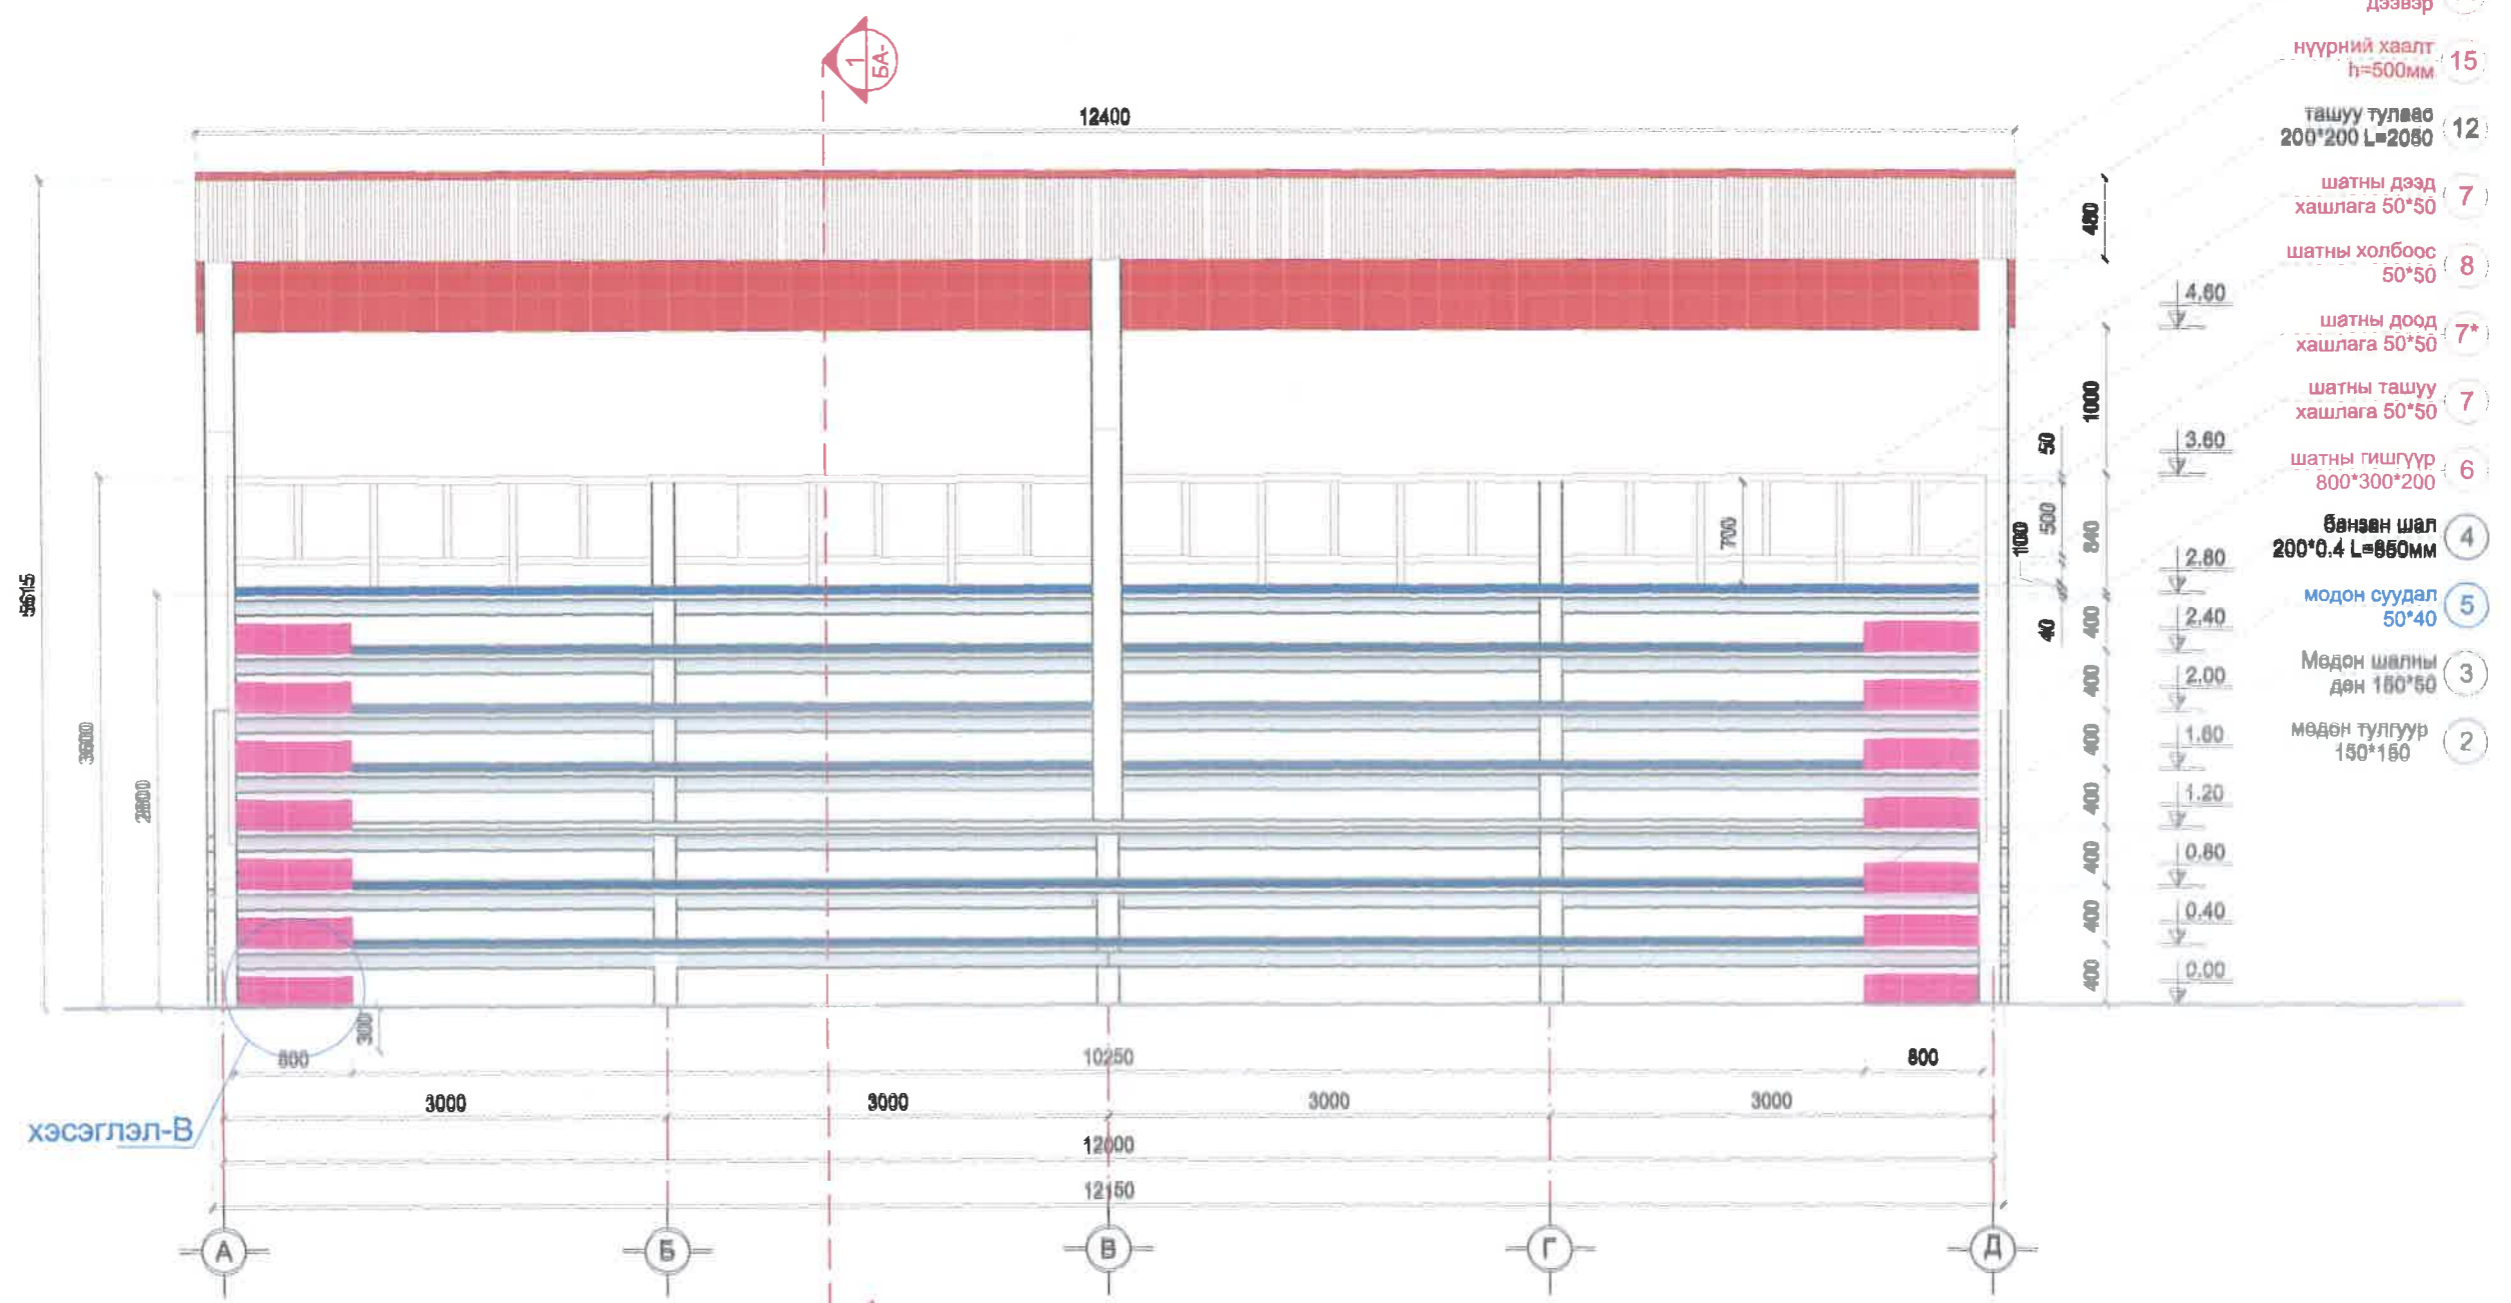 дээвэр
нүүрний хаалт
h=500мм
15
ташуу тулаас
200*200 L=2050
12
шатны дээд
хашлага 50*50
7
шатны холбоос
50*50
8
шатны доод
хашлага 50*50
7*
шатны ташуу
хашлага 50*50
7
шатны гишгүүр
800*300*200
6
банзан шал
200*0.4 L=850мм
4
модон суудал
50*40
5
Модон шалны
дэн 150*50
3
модон тулгуур
150*150
2
1
БА-
12400
480
4,60
1000
50
3.60
500
700
100
840
2.80
40
400
2,40
400
2,00
400
1.60
400
1.20
400
0,80
400
0,40
400
0.00
3600
2800
300
800
10250
800
3000
3000
3000
3000
12000
12150
хэсэглэл-В
А
Б
В
Г
Д